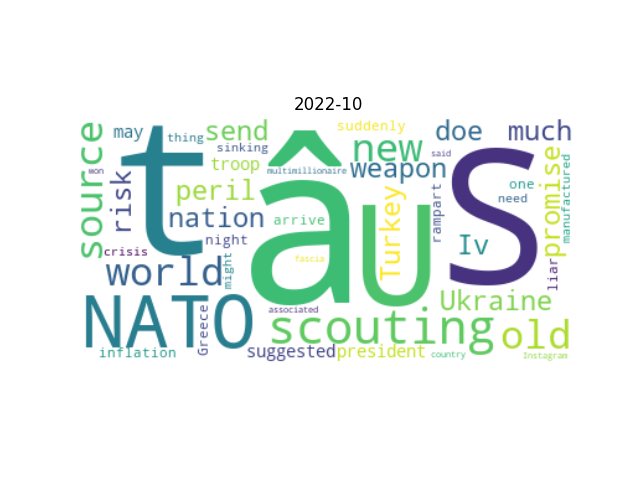 2022-10
source
may
thing
send
sinking
suddenly
new
doe
much
troop
multimillionaire
weapon
said
won
risk
t
â
u
S
peril
nation
arrive
Turkey
rampart
one
need
promise
manufactured
Iv
night
crisis
world
might
fascia
liar
NATO
Greece
associated
scouting
Ukraine
old
inflation
suggested
president
country
Instagram